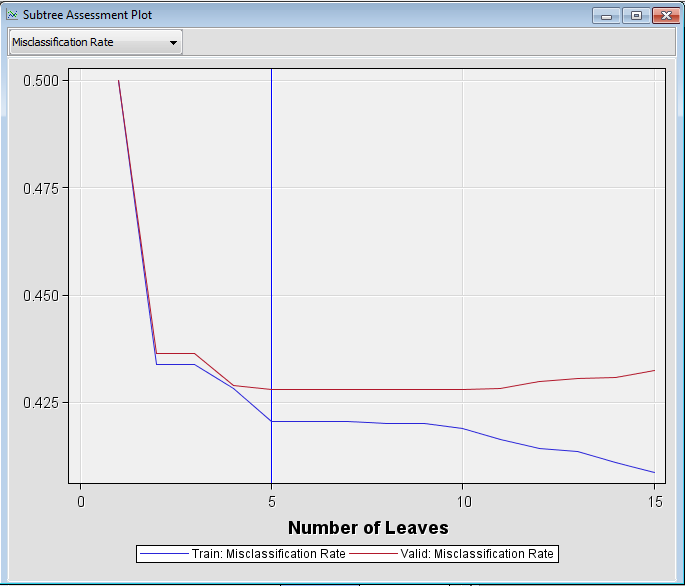 Subtree Assessment Plot
Misclassification Rate
0.500
0.475
0.450
0.425
0 5 10 15
Number of Leaves
Train: Misclassification Rate Valid: Misclassification Rate